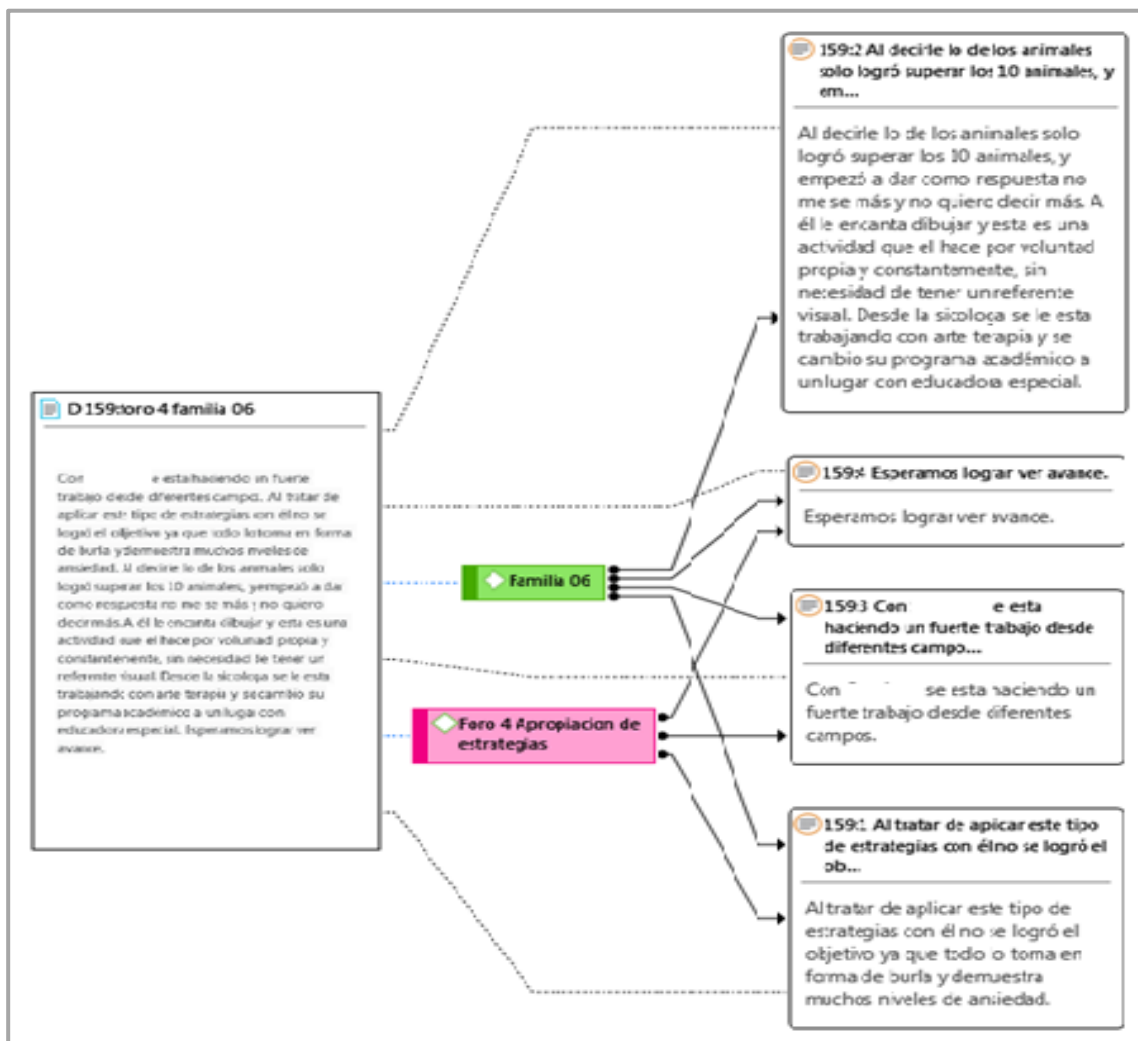 D 159:foro 4 familia 06
Con e esta haciendo un fuerte
trabajo desde diferentes campos. Al tratar de
aplicar este tipo de estrategias con él no se
logró el objetivo ya que todo lo toma en forma
de burla y demuestra muchos niveles de
ansiedad. Al decirle lo de los animales solo
logró superar los 10 animales, y empezó a dar
como respuesta no me se más y no quiero
decir más. A él le encanta dibujar y esta es una
actividad que el hace por voluntad propia y
constantemente, sin necesidad de tener un
referente visual. Desde la sicologa se le esta
trabajando con arte terapia y se cambio su
programa académico a un lugar con
educadora especial. Esperamos lograr ver
avance.
Familia 06
Foro 4 Apropiacion de
estrategias
159:2 Al decirle lo de los animales
solo logró superar los 10 animales, y
em...
Al decirle lo de los animales solo
logró superar los 10 animales, y
empezó a dar como respuesta no
me se más y no quiero decir más. A
él le encanta dibujar y esta es una
actividad que el hace por voluntad
propia y constantemente, sin
necesidad de tener un referente
visual. Desde la sicologa se le esta
trabajando con arte terapia y se
cambio su programa académico a
un lugar con educadora especial.
159:4 Esperamos lograr ver avance.
Esperamos lograr ver avance.
159:3 Con e esta
haciendo un fuerte trabajo desde
diferentes campo...
Con se esta haciendo un
fuerte trabajo desde diferentes
campos.
159:1 Al tratar de aplicar este tipo
de estrategias con él no se logró el
ob...
Al tratar de aplicar este tipo de
estrategias con él no se logró el
objetivo ya que todo lo toma en
forma de burla y demuestra
muchos niveles de ansiedad.